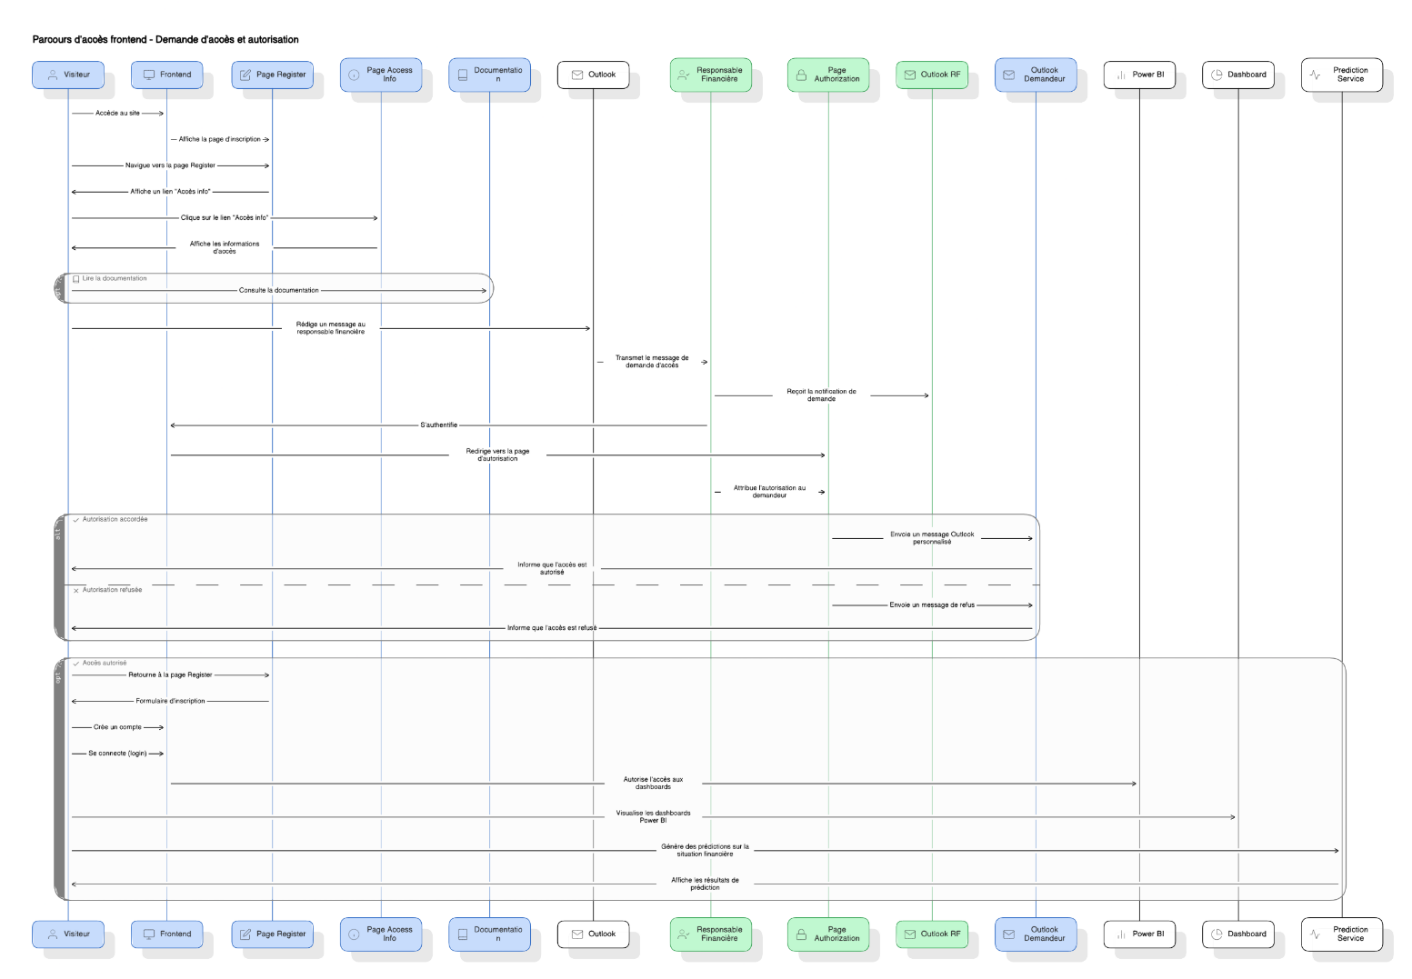 Parcours d'accès frontend - Demande d'accès et autorisation
Visiteur
Frontend
Page Register
Page Access
Info
Documentatio
n
Outlook
Responsable
Financière
Page
Authorization
Outlook RF
Outlook
Demandeur
Power BI
Dashboard
Prediction
Service
Accède au site
Affiche la page d'inscription
Navigue vers la page Register
Affiche un lien "Accès info"
Clique sur le lien "Accès info"
Affiche les informations
d'accès
opt
Lire la documentation
Consulte la documentation
Rédige un message au
responsable financière
Transmet le message de
demande d'accès
Reçoit la notification de
demande
S'authentifie
Redirige vers la page
d'autorisation
Attribue l'autorisation au
demandeur
alt
Autorisation accordée
Envoie un message Outlook
personnalisé
Informe que l'accès est
autorisé
Autorisation refusée
Envoie un message de refus
Informe que l'accès est refusé
opt
Accès autorisé
Retourne à la page Register
Formulaire d'inscription
Crée un compte
Se connecte (login)
Autorise l'accès aux
dashboards
Visualise les dashboards
Power BI
Génère des prédictions sur la
situation financière
Affiche les résultats de
prédiction
Visiteur
Frontend
Page Register
Page Access
Info
Documentatio
n
Outlook
Responsable
Financière
Page
Authorization
Outlook RF
Outlook
Demandeur
Power BI
Dashboard
Prediction
Service